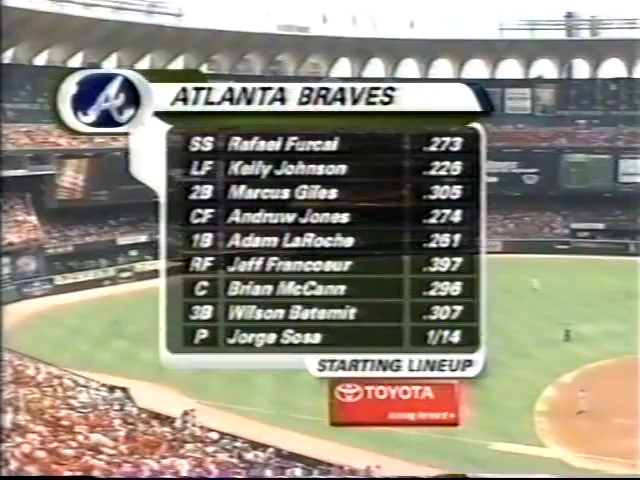 A
ATLANTA BRAVES
SS Rafael Furcal .273
LF Kelly Johnson .226
2B Marcus Giles .305
CF Andruw Jones .274
1B Adam LaRoche .261
RF Jeff Francoeur .397
C Brian McCann .296
3B Wilson Betemit .307
P Jorge Sosa 1/14
STARTING LINEUP
TOYOTA